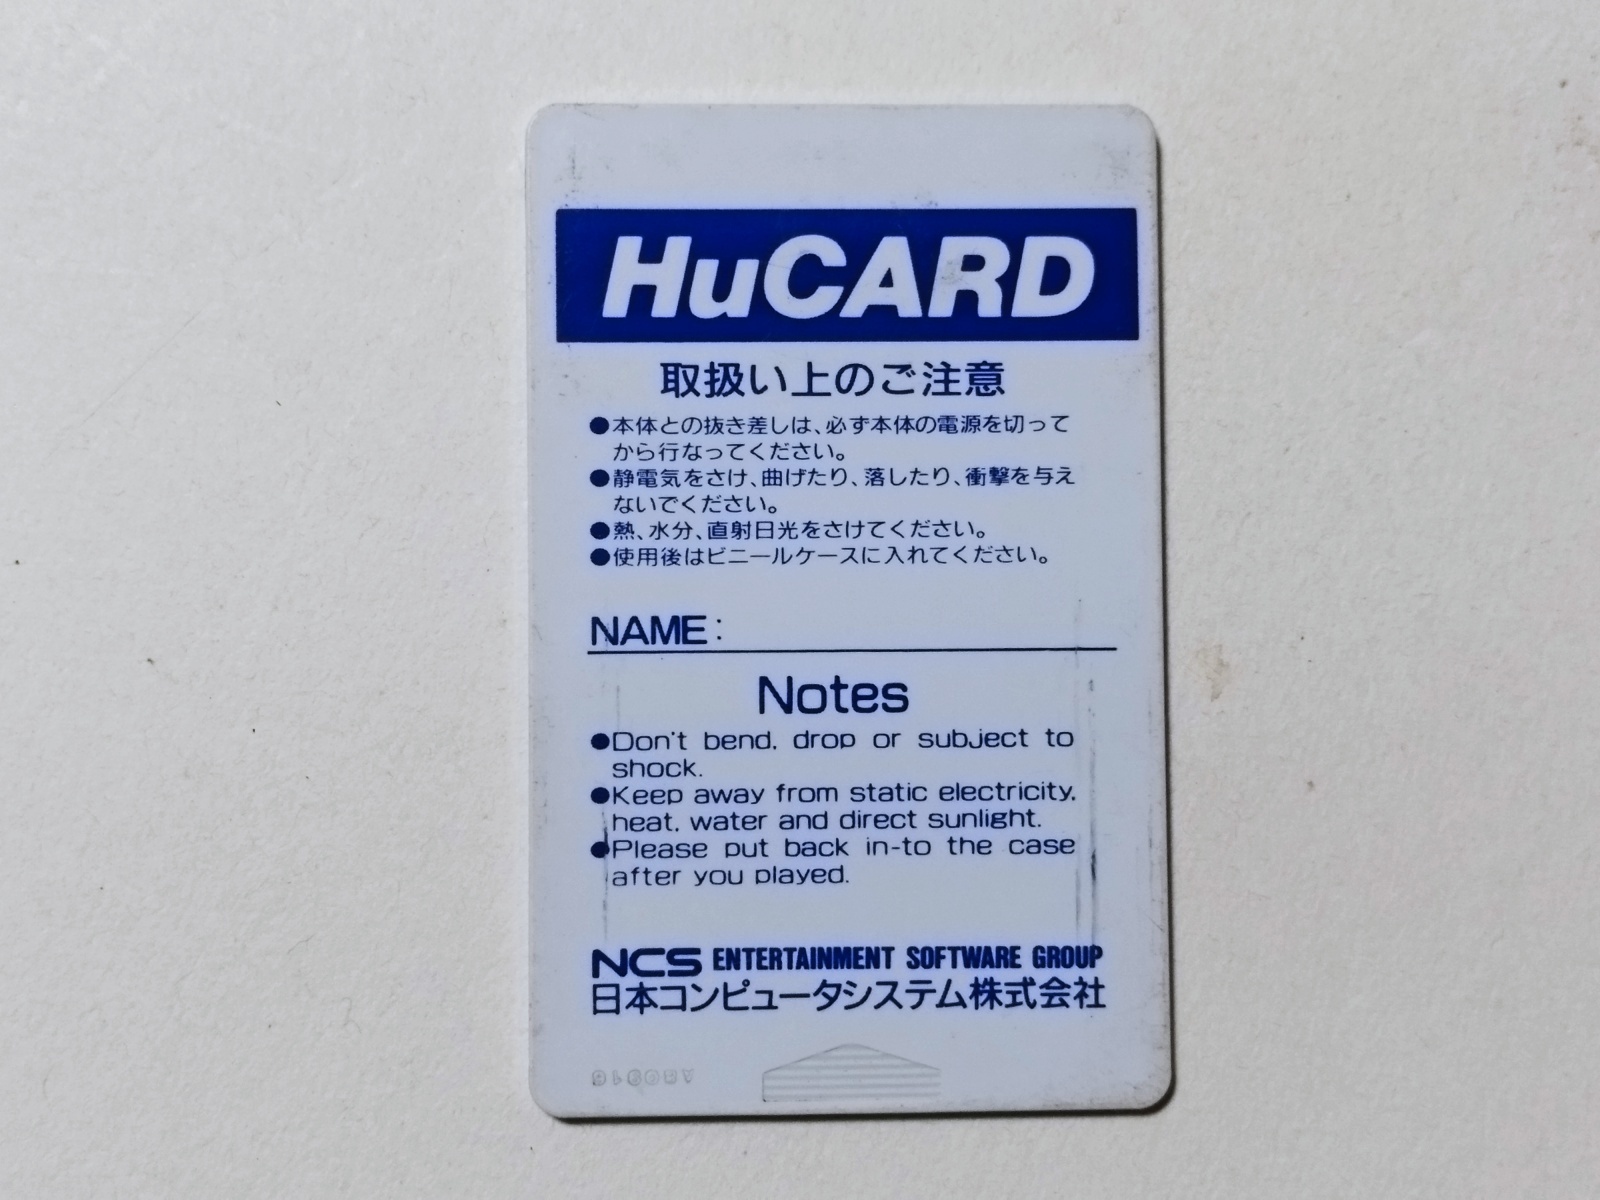 HuCARD
取扱い上のご注意
●本体との抜き差しは、必ず本体の電源を切って
から行なってください。
●静電気をさけ、曲げたり、落したり、衝撃を与え
ないでください。
●熱、水分、直射日光をさけてください。
●使用後はビニールケースに入れてください。
NAME:
Notes
●Don't bend, drop or subject to
shock.
●Keep away from static electricity,
heat, water and direct sunlight.
●Please put back in-to the case
after you played.
NCS ENTERTAINMENT SOFTWARE GROUP
日本コンピュータシステム株式会社